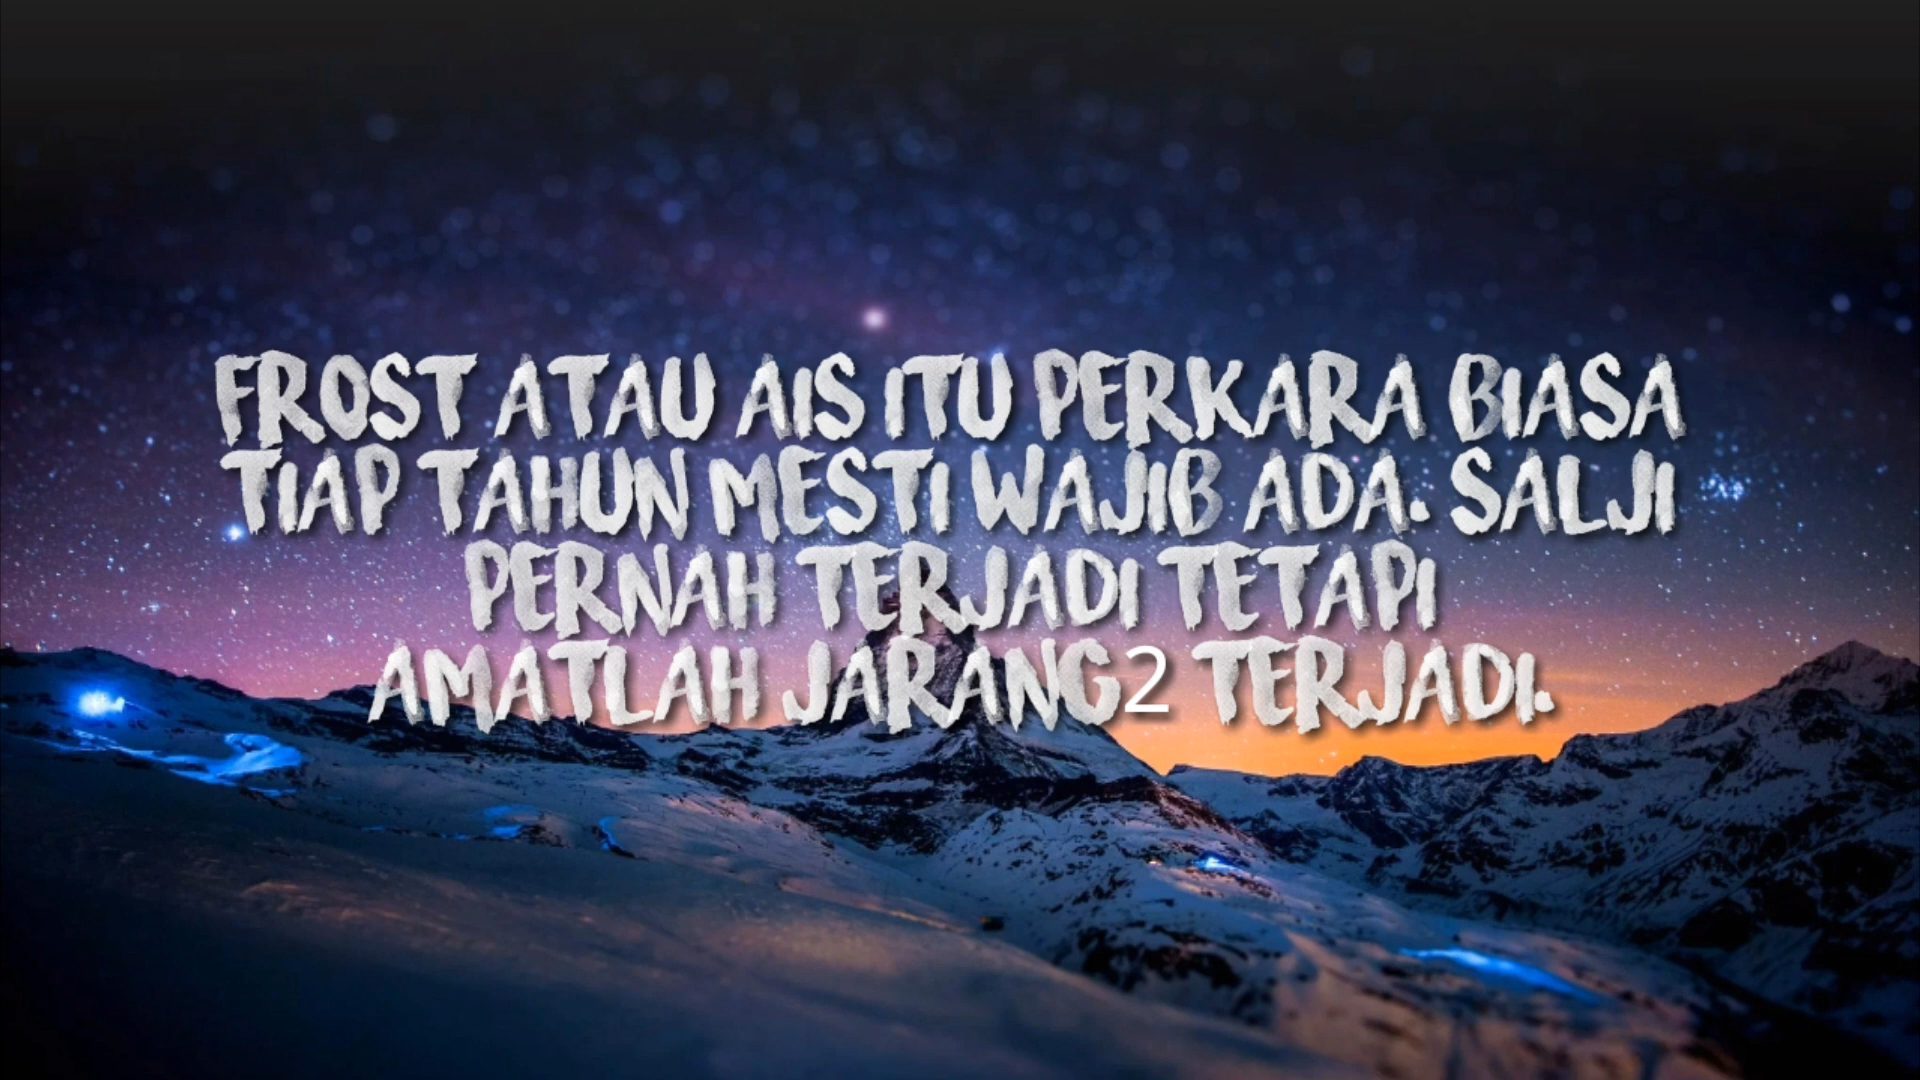 FROST ATAU AIS ITU PERKARA BIASA
TIAP TAHUN MESTI WAJIB ADA. SALJI
PERNAH TERJADI TETAPI
AMATLAH JARANG2 TERJADI.